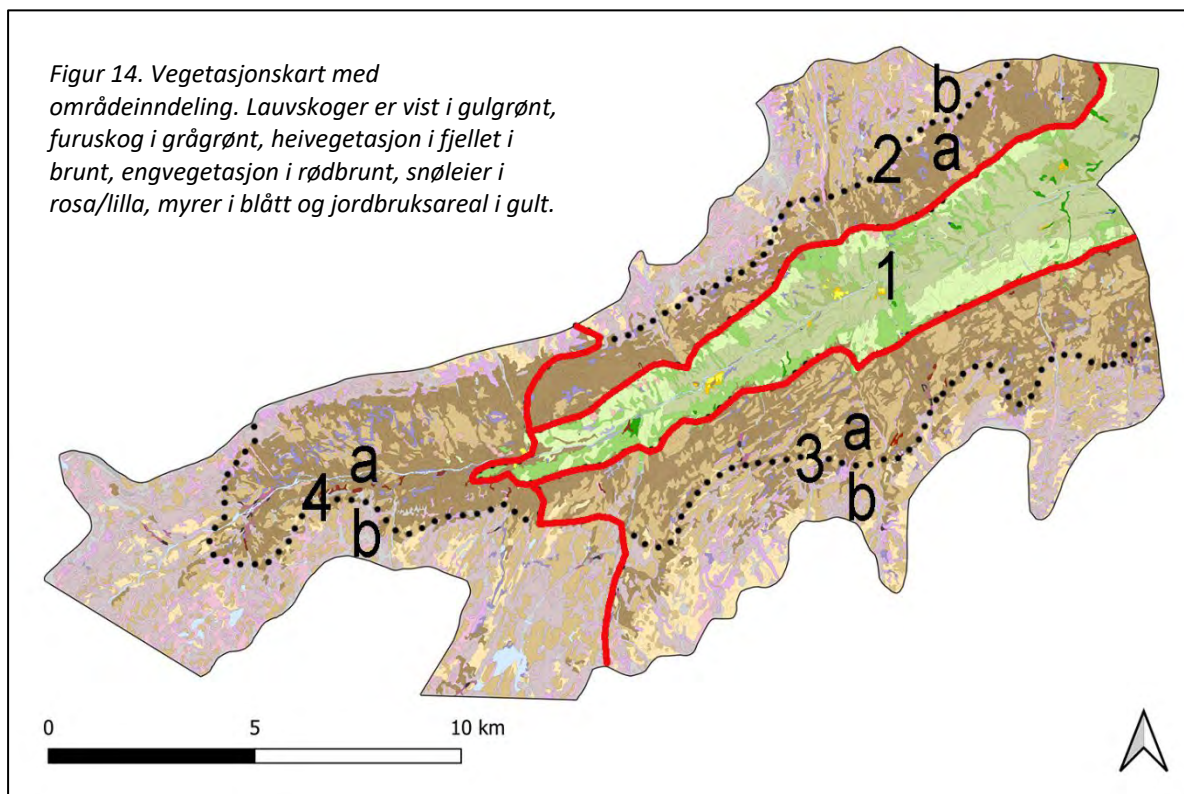 Figur 14. Vegetasjonskart med
områdeinndeling. Lauvskoger er vist i gulgrønt,
furuskog i grågrønt, heivegetasjon i fjellet i
brunt, engvegetasjon i rødbrunt, snøleier i
rosa/lilla, myrer i blått og jordbruksareal i gult.
b
2 a
1
a
3
b
a
4
b
0 5 10 km